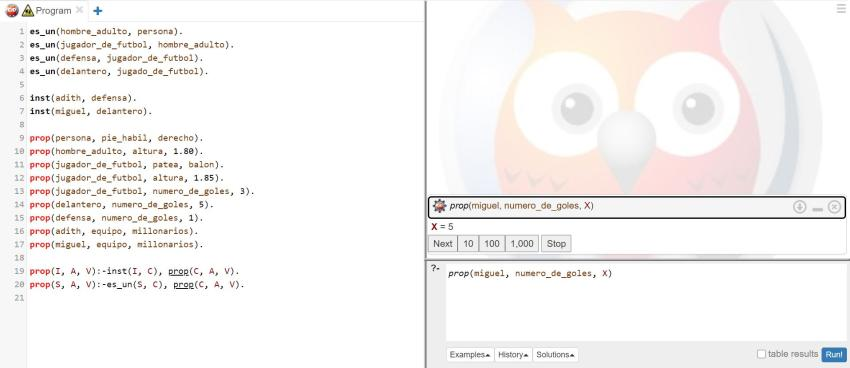 Program
1 es_un(hombre_adulto, persona).
2 es_un(jugador_de_futbol, hombre_adulto).
3 es_un(defensa, jugador_de_futbol).
4 es_un(delantero, jugado_de_futbol).
5
6 inst(adith, defensa).
7 inst(miguel, delantero).
8
9 prop(persona, pie_habil, derecho).
10 prop(hombre_adulto, altura, 1.80).
11 prop(jugador_de_futbol, patea, balon).
12 prop(jugador_de_futbol, altura, 1.85).
13 prop(jugador_de_futbol, numero_de_goles, 3).
14 prop(delantero, numero_de_goles, 5).
15 prop(defensa, numero_de_goles, 1).
16 prop(adith, equipo, millonarios).
17 prop(miguel, equipo, millonarios).
18
19 prop(I, A, V):-inst(I, C), prop(C, A, V).
20 prop(S, A, V):-es_un(S, C), prop(C, A, V).
21
prop(miguel, numero_de_goles, X)
X = 5
Next 10 100 1,000 Stop
?- prop(miguel, numero_de_goles, X)
Examples History Solutions table results Run!